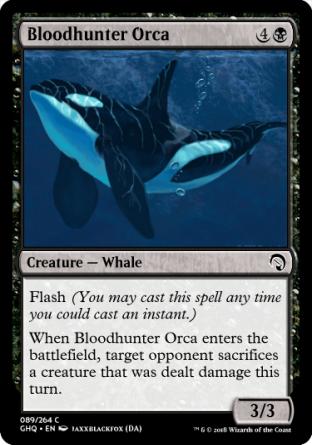 Bloodhunter Orca 4
Creature — Whale
Flash (You may cast this spell any time
you could cast an instant.)
When Bloodhunter Orca enters the
battlefield, target opponent sacrifices
a creature that was dealt damage this
turn.
3/3
089/264 C
GHQ • EN JAXXBLACKFOX (DA)
™ & © 2018 Wizards of the Coast